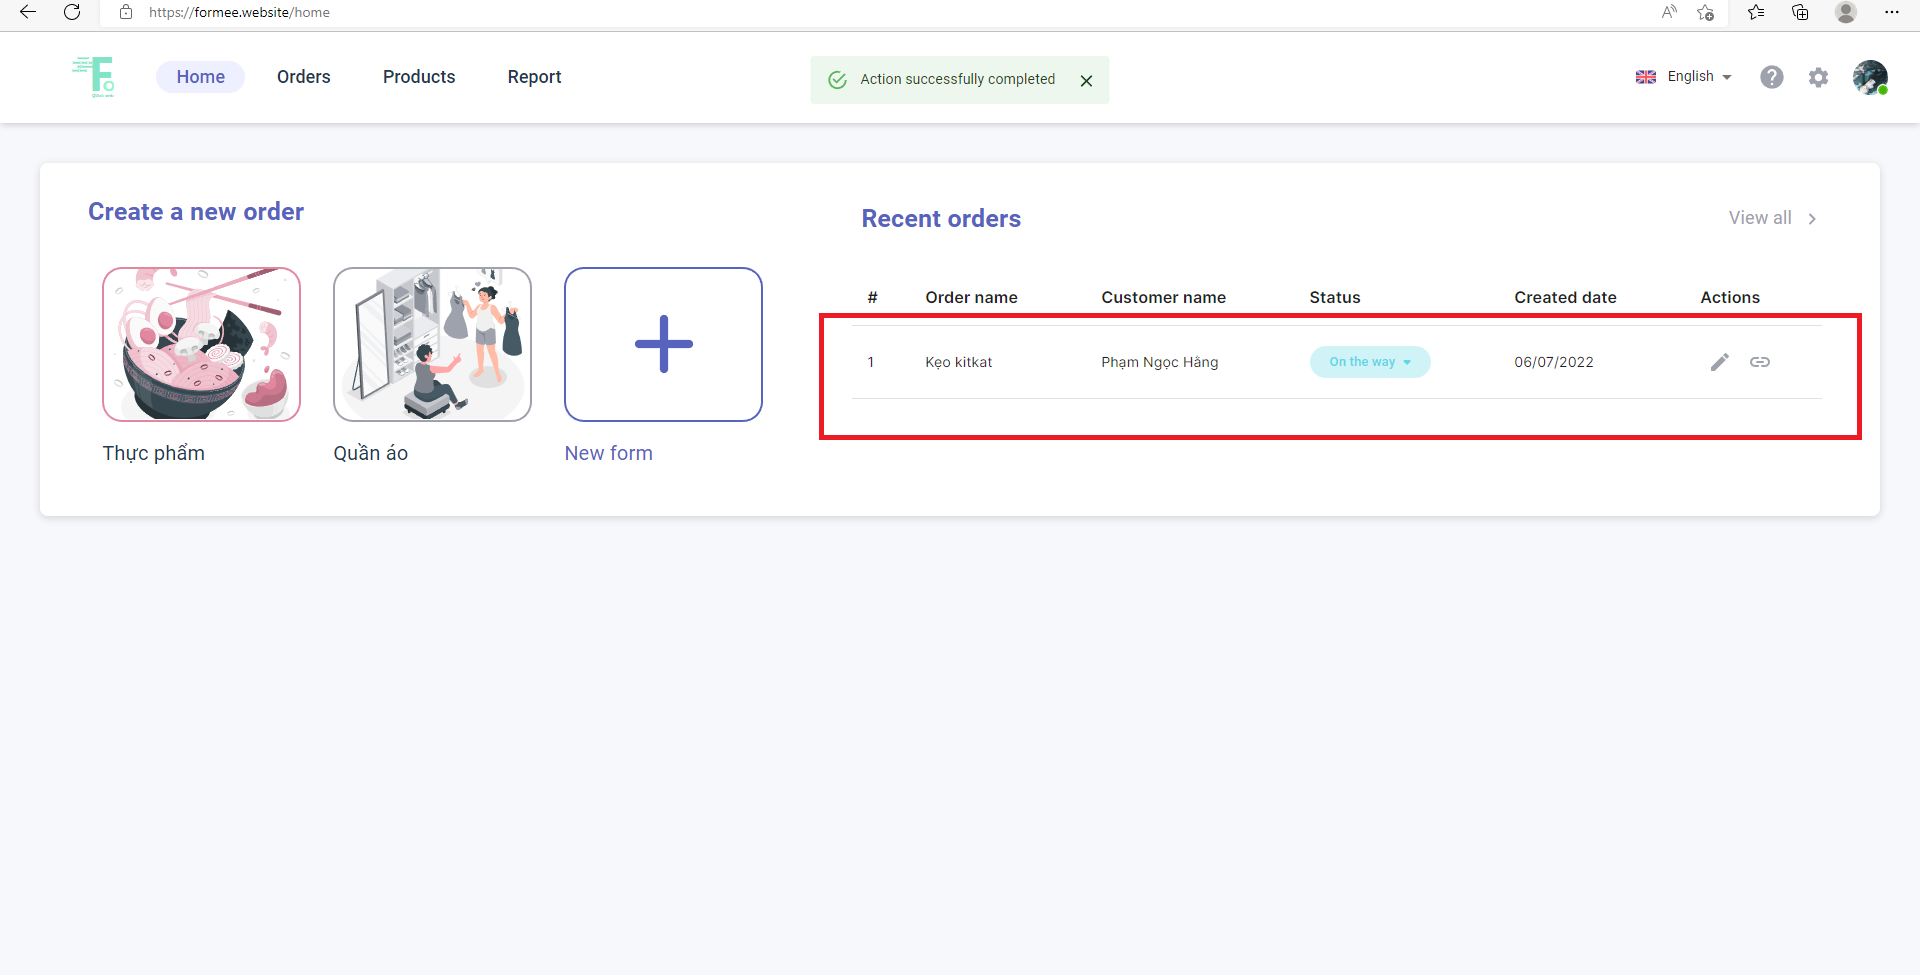 https://formee.website/home
Home
Orders
Products
Report
Action successfully completed
English
Create a new order
Thực phẩm
Quần áo
New form
Recent orders
View all
# Order name Customer name Status Created date Actions
1 Kẹo kitkat Phạm Ngọc Hằng On the way 06/07/2022